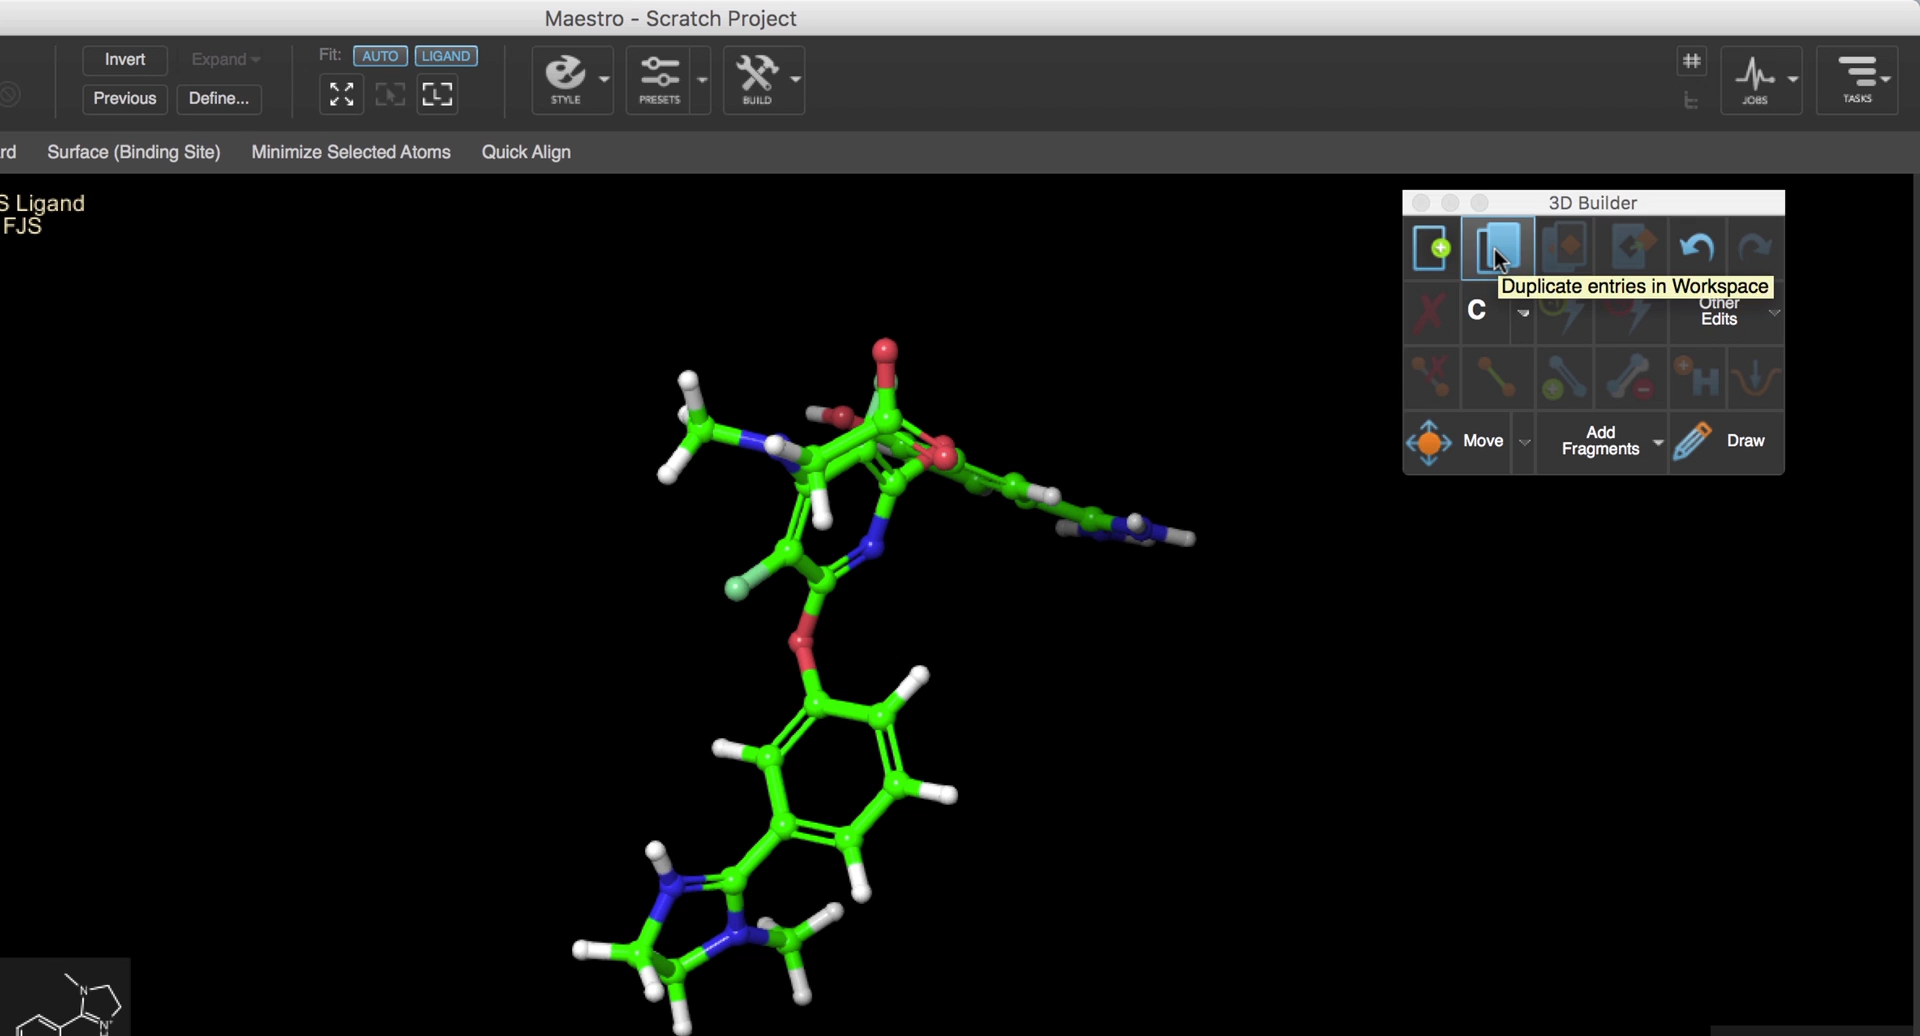 Maestro - Scratch Project
Invert
Expand
Fit:
AUTO
LIGAND
Previous
Define...
STYLE
PRESETS
BUILD
JOBS
TASKS
rd
Surface (Binding Site)
Minimize Selected Atoms
Quick Align
S Ligand
FJS
3D Builder
Duplicate entries in Workspace
C
Other
Edits
H
Move
Add
Fragments
Draw
N
N+
H